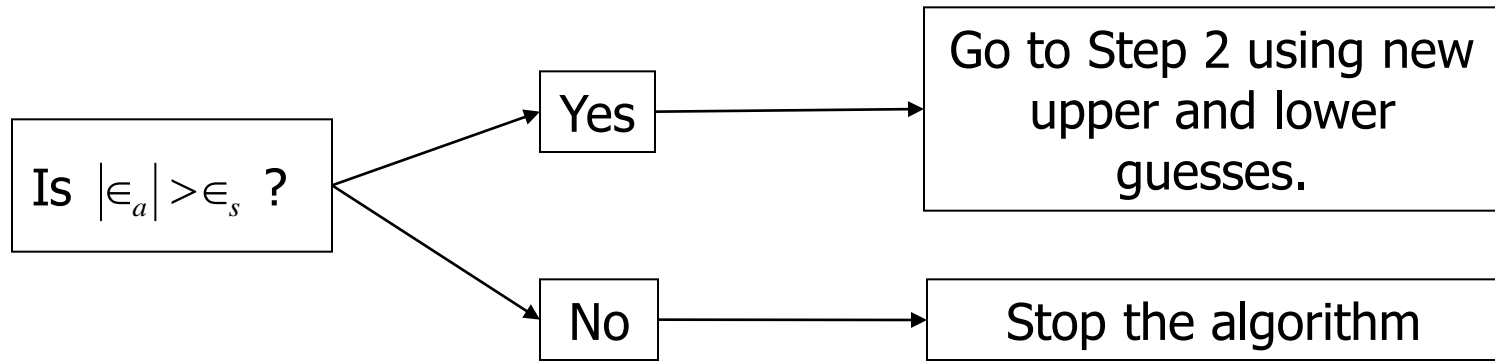 Is |∈a| >∈s ?
Yes
Go to Step 2 using new
upper and lower
guesses.
No
Stop the algorithm